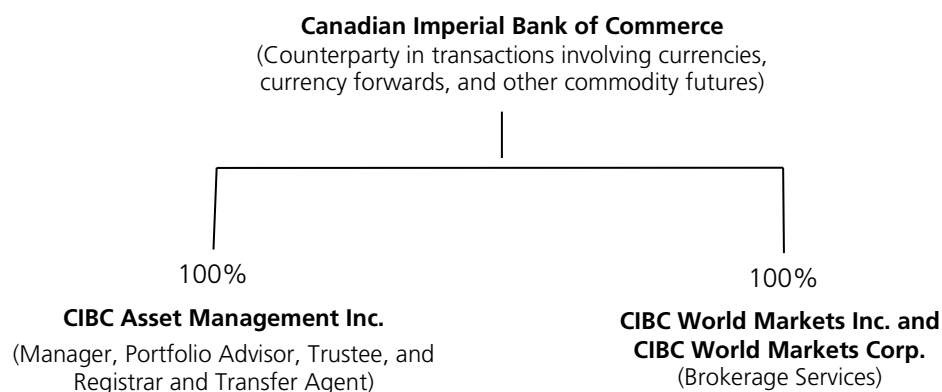 Canadian Imperial Bank of Commerce
(Counterparty in transactions involving currencies,
currency forwards, and other commodity futures)
100%
CIBC Asset Management Inc.
(Manager, Portfolio Advisor, Trustee, and
Registrar and Transfer Agent)
100%
CIBC World Markets Inc. and
CIBC World Markets Corp.
(Brokerage Services)